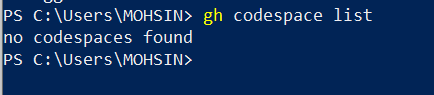 PS C:\Users\MOHSIN> gh codespace list
no codespaces found
PS C:\Users\MOHSIN>